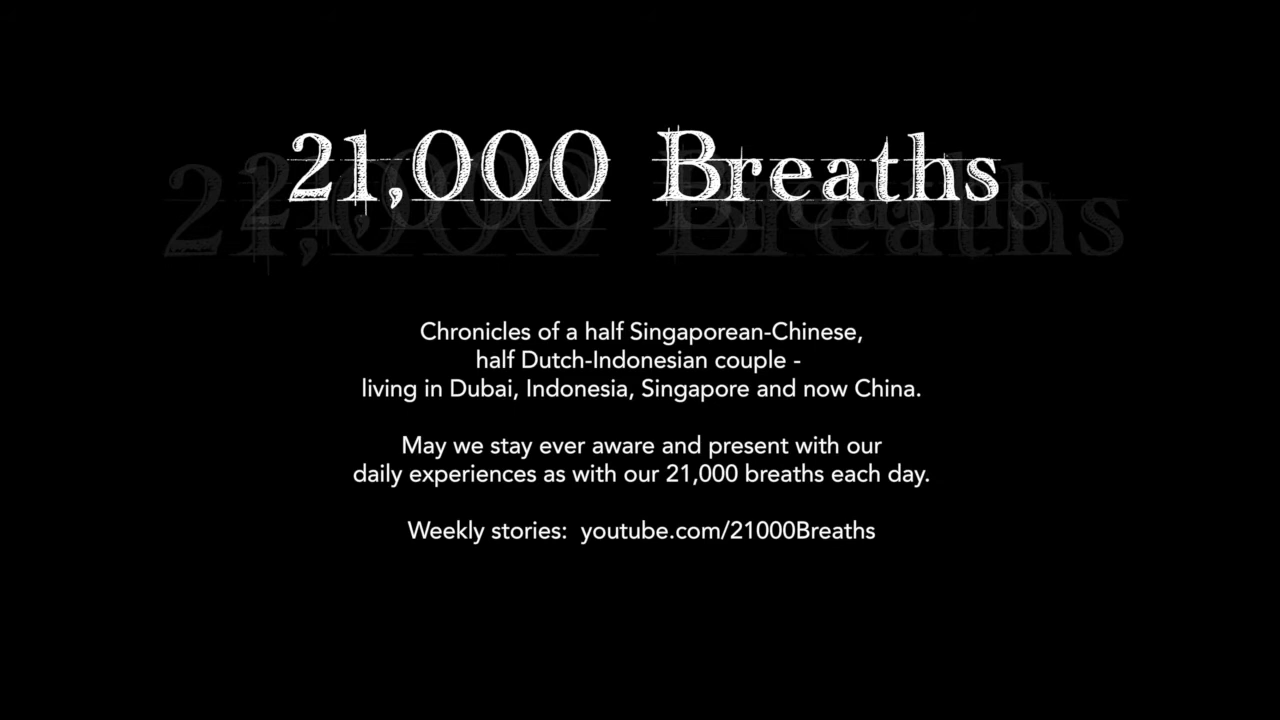 21,000 Breaths
Chronicles of a half Singaporean-Chinese,
half Dutch-Indonesian couple -
living in Dubai, Indonesia, Singapore and now China.
May we stay ever aware and present with our
daily experiences as with our 21,000 breaths each day.
Weekly stories:  youtube.com/21000Breaths